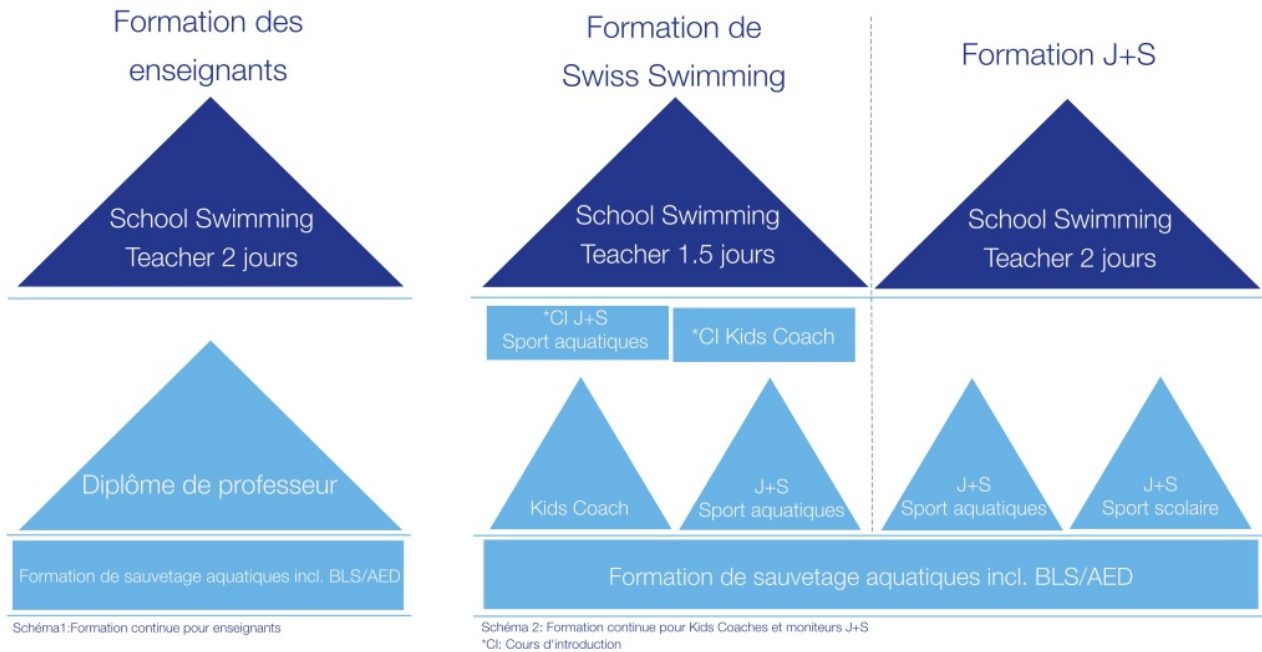 Formation des
enseignants
School Swimming
Teacher 2 jours
Diplôme de professeur
Formation de sauvetage aquatiques incl. BLS/AED
Schéma1:Formation continue pour enseignants
Formation de
Swiss Swimming
Formation J+S
School Swimming
Teacher 1.5 jours
School Swimming
Teacher 2 jours
*CI J+S
Sport aquatiques
*CI Kids Coach
Kids Coach
J+S
Sport aquatiques
J+S
Sport aquatiques
J+S
Sport scolaire
Formation de sauvetage aquatiques incl. BLS/AED
Schéma 2: Formation continue pour Kids Coaches et moniteurs J+S
*CI: Cours d'introduction